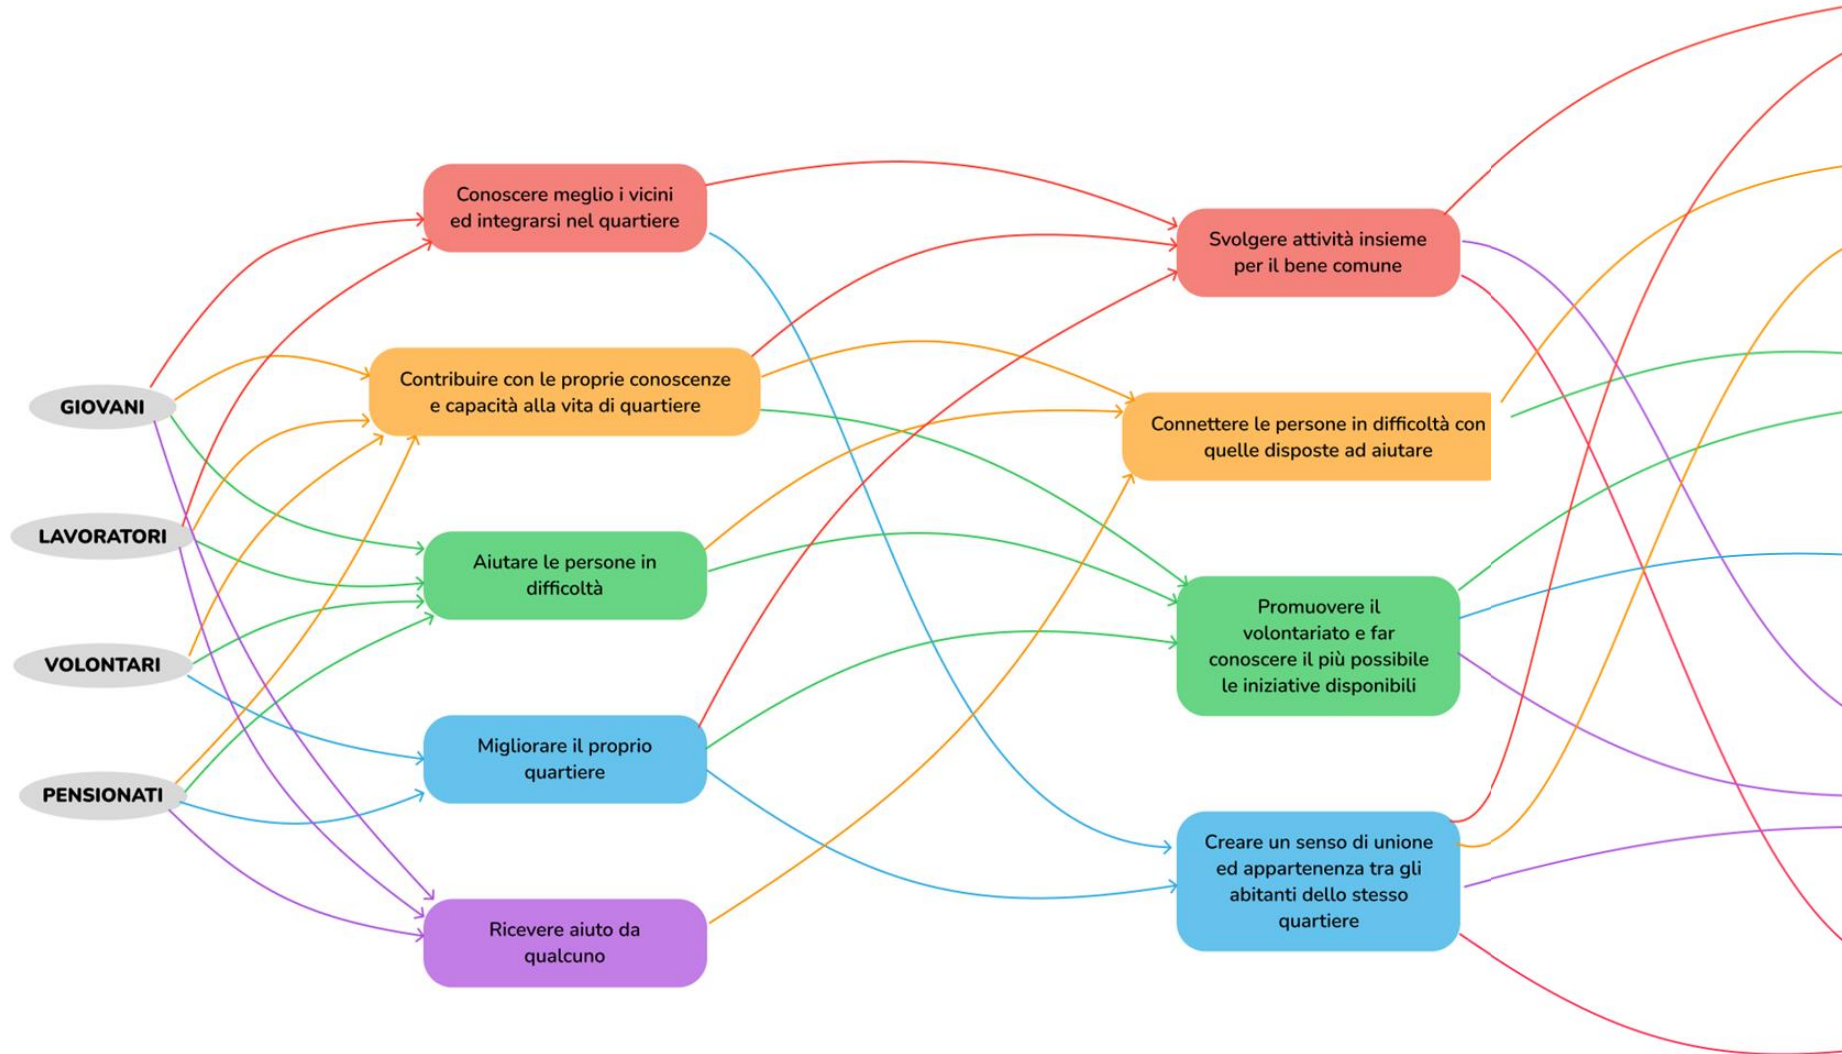 GIOVANI
LAVORATORI
VOLONTARI
PENSIONATI
Conoscere meglio i vicini
ed integrarsi nel quartiere
Contribuire con le proprie conoscenze
e capacità alla vita di quartiere
Aiutare le persone in
difficoltà
Migliorare il proprio
quartiere
Ricevere aiuto da
qualcuno
Svolgere attività insieme
per il bene comune
Connettere le persone in difficoltà con
quelle disposte ad aiutare
Promuovere il
volontariato e far
conoscere il più possibile
le iniziative disponibili
Creare un senso di unione
ed appartenenza tra gli
abitanti dello stesso
quartiere